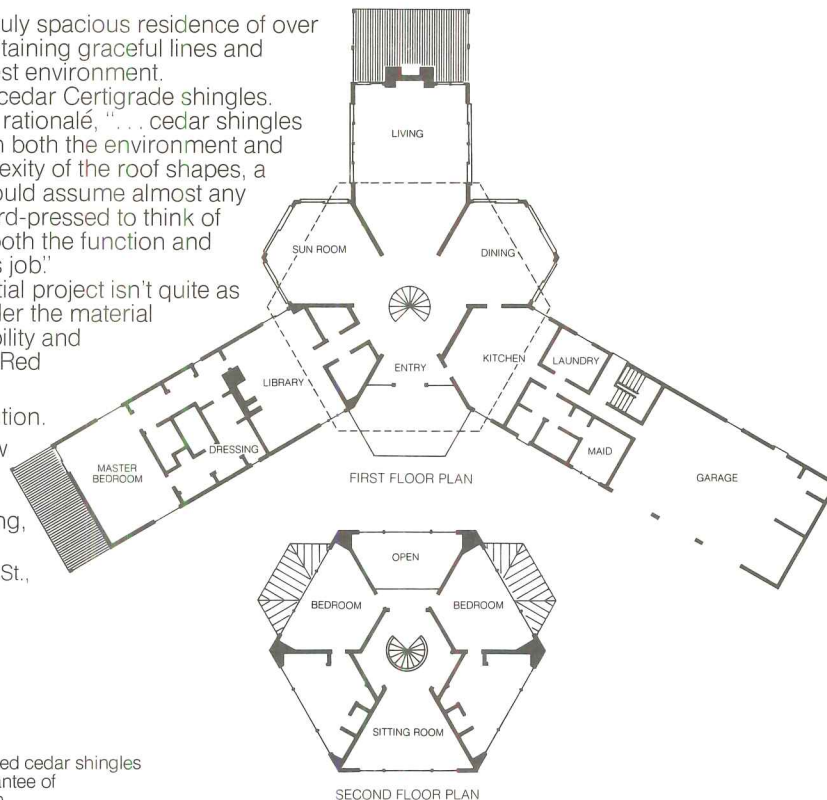 uly spacious residence of over
taining graceful lines and
est environment.
cedar Certigrade shingles.
rationalé, “. . . cedar shingles
n both the environment and
exity of the roof shapes, a
ould assume almost any
rd-pressed to think of
oth the function and
s job.”
tial project isn't quite as
er the material
bility and
Red
ction.
w
ng,
St.,
ed cedar shingles
antee of
LIVING
SUN ROOM
DINING
ENTRY
KITCHEN
LAUNDRY
LIBRARY
DRESSING
MAID
MASTER
BEDROOM
GARAGE
FIRST FLOOR PLAN
OPEN
BEDROOM
BEDROOM
SITTING ROOM
SECOND FLOOR PLAN